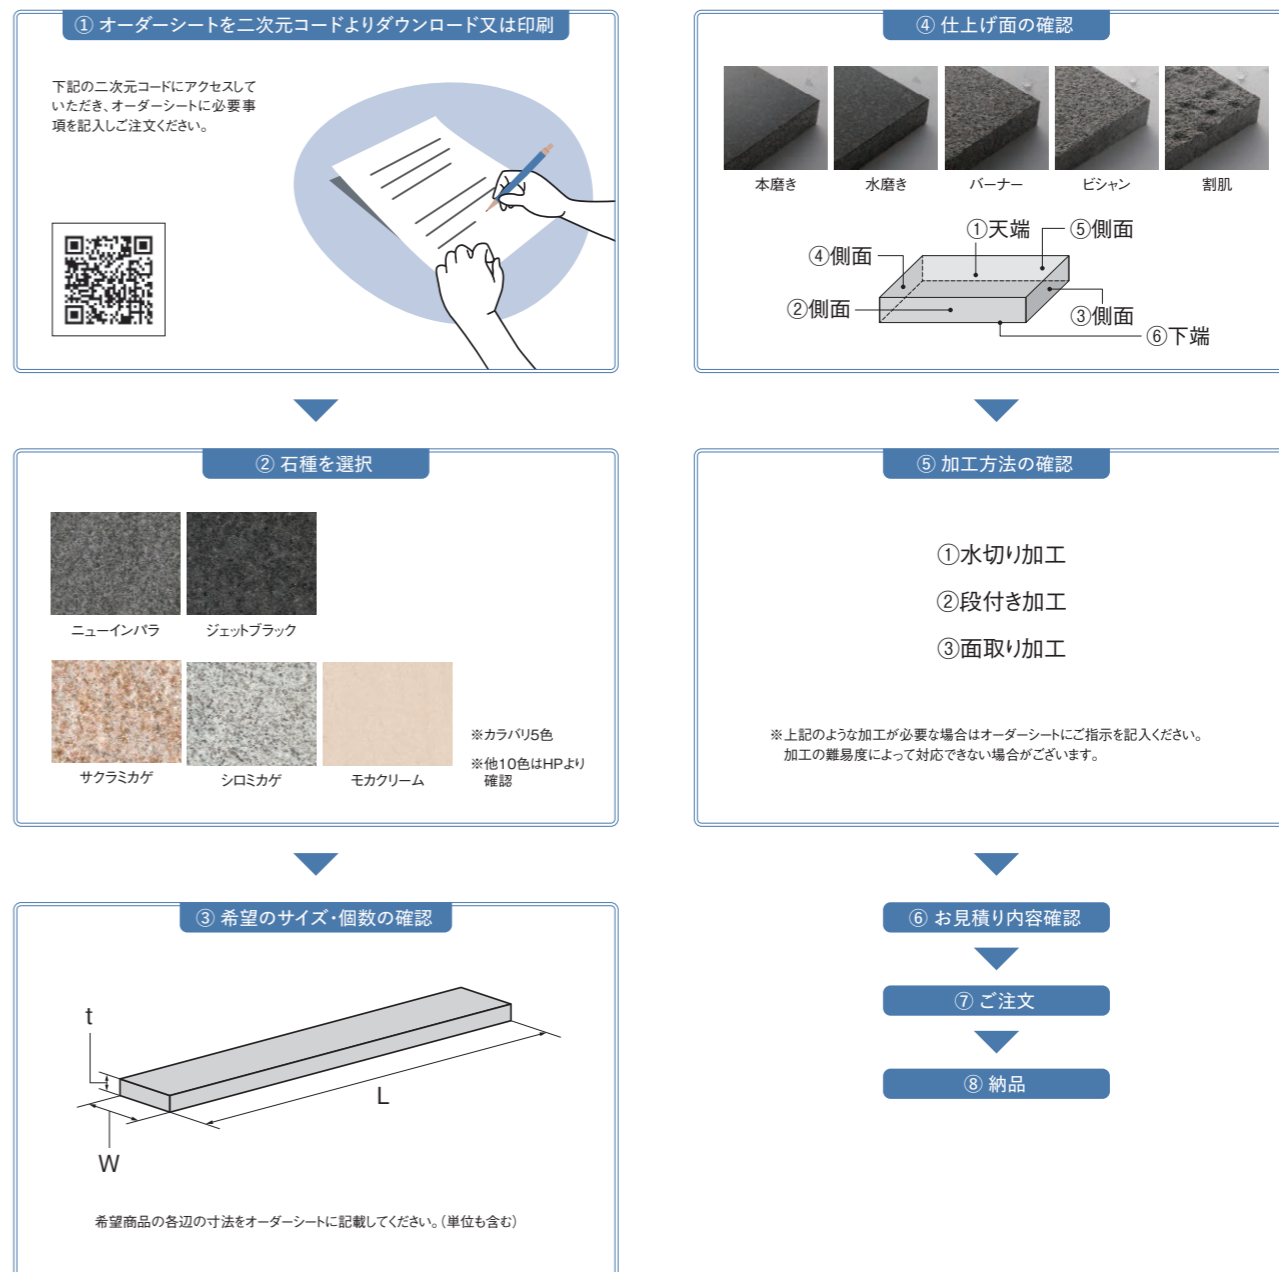 ① オーダーシートを二次元コードよりダウンロード又は印刷
下記の二次元コードにアクセスして
いただき、オーダーシートに必要事
項を記入しご注文ください。
② 石種を選択
ニューインパラ
ジェットブラック
サクラミカゲ
シロミカゲ
モカクリーム
※カラバリ5色
※他10色はHPより
確認
③ 希望のサイズ・個数の確認
t
L
W
希望商品の各辺の寸法をオーダーシートに記載してください。(単位も含む)
④ 仕上げ面の確認
本磨き
水磨き
バーナー
ビシャン
割肌
①天端
⑤側面
④側面
②側面
③側面
⑥下端
⑤ 加工方法の確認
①水切り加工
②段付き加工
③面取り加工
※上記のような加工が必要な場合はオーダーシートにご指示を記入ください。
加工の難易度によって対応できない場合がございます。
⑥ お見積り内容確認
⑦ ご注文
⑧ 納品